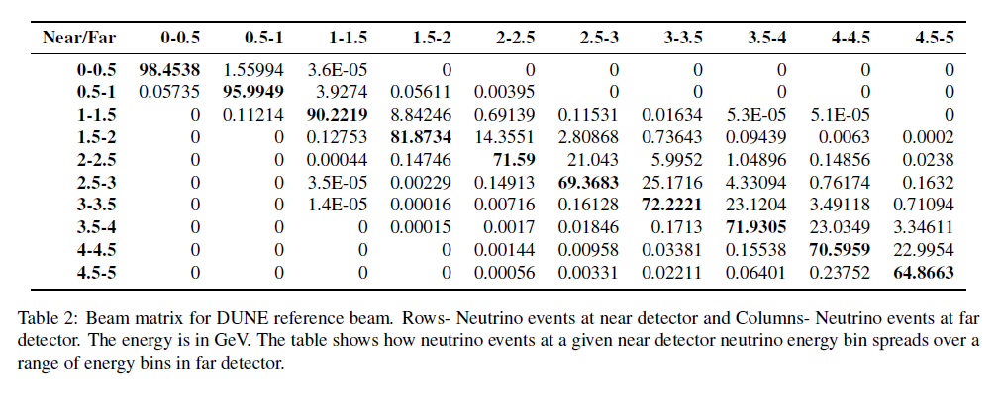 Near/Far 0-0.5 0.5-1 1-1.5 1.5-2 2-2.5 2.5-3 3-3.5 3.5-4 4-4.5 4.5-5
0-0.5 98.4538 1.55994 3.6E-05 0 0 0 0 0 0 0
0.5-1 0.05735 95.9949 3.9274 0.05611 0.00395 0 0 0 0 0
1-1.5 0 0.11214 90.2219 8.84246 0.69139 0.11531 0.01634 5.3E-05 5.1E-05 0
1.5-2 0 0 0.12753 81.8734 14.3551 2.80868 0.73643 0.09439 0.0063 0.0002
2-2.5 0 0 0.00044 0.14746 71.59 21.043 5.9952 1.04896 0.14856 0.0238
2.5-3 0 0 3.5E-05 0.00229 0.14913 69.3683 25.1716 4.33094 0.76174 0.1632
3-3.5 0 0 1.4E-05 0.00016 0.00716 0.16128 72.2221 23.1204 3.49118 0.71094
3.5-4 0 0 0 0.00015 0.0017 0.01846 0.1713 71.9305 23.0349 3.34611
4-4.5 0 0 0 0 0.00144 0.00958 0.03381 0.15538 70.5959 22.9954
4.5-5 0 0 0 0 0.00056 0.00331 0.02211 0.06401 0.23752 64.8663
Table 2: Beam matrix for DUNE reference beam. Rows- Neutrino events at near detector and Columns- Neutrino events at far
detector. The energy is in GeV. The table shows how neutrino events at a given near detector neutrino energy bin spreads over a
range of energy bins in far detector.